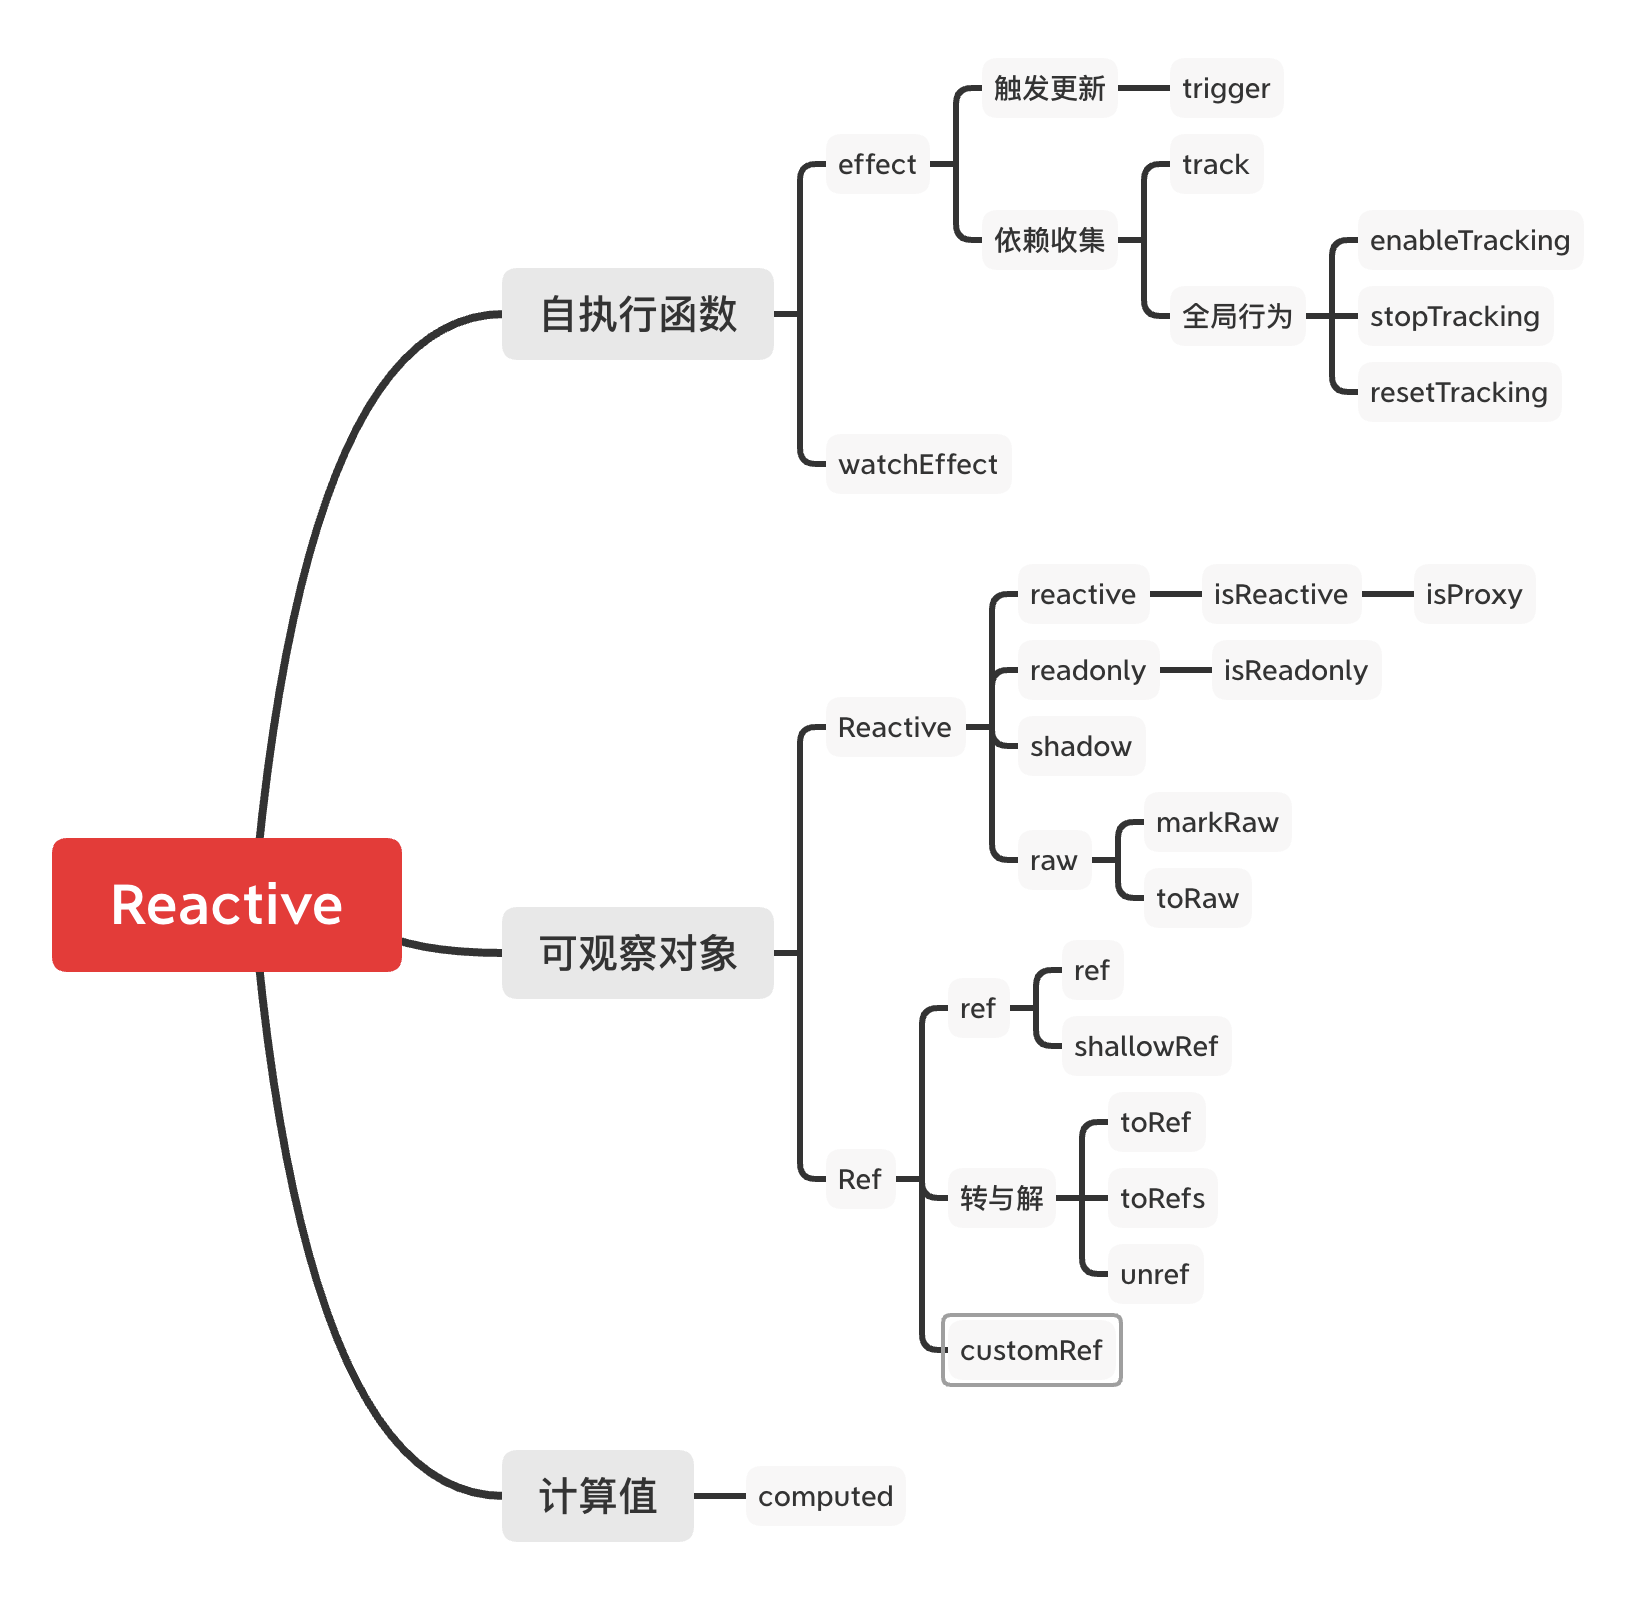 Reactive
自执行函数
effect
触发更新
trigger
依赖收集
track
全局行为
enableTracking
stopTracking
resetTracking
watchEffect
可观察对象
Reactive
reactive
isReactive
isProxy
readonly
isReadonly
shadow
raw
markRaw
toRaw
Ref
ref
ref
shallowRef
转与解
toRef
toRefs
unref
customRef
计算值
computed